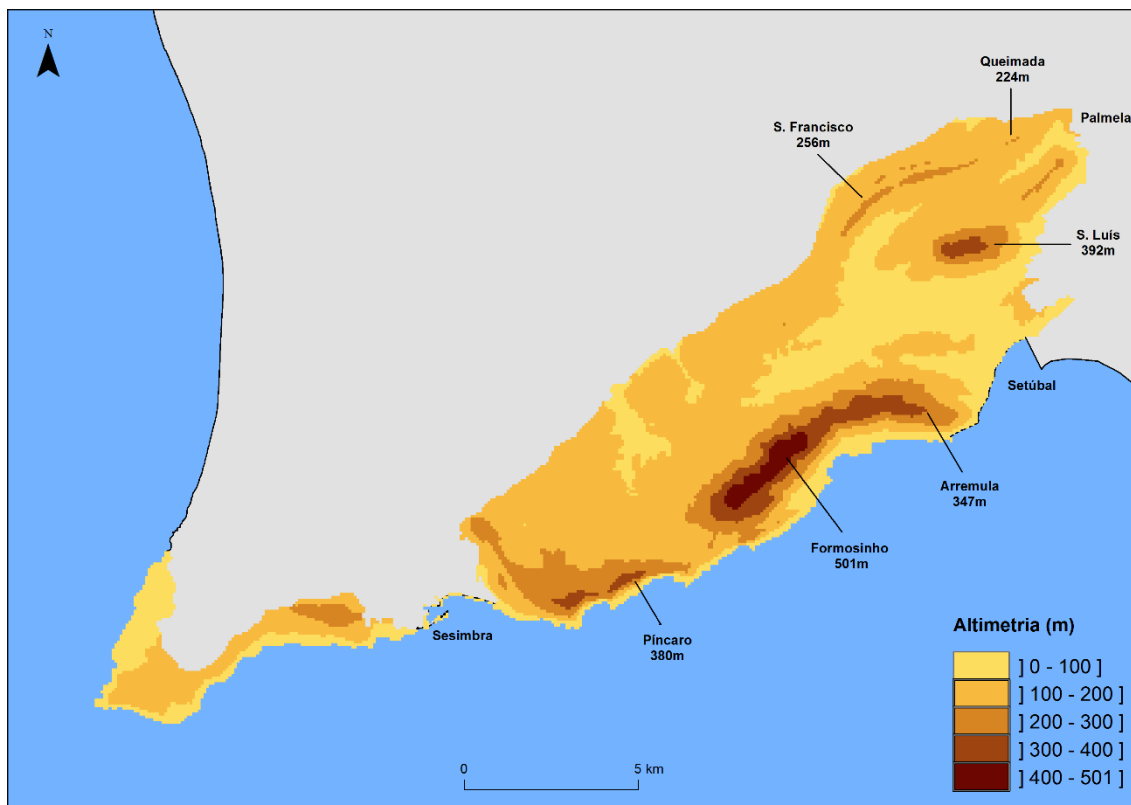 N
Queimada
224m
Palmela
S. Francisco
256m
S. Luís
392m
Setúbal
Arremula
347m
Formosinho
501m
Píncaro
380m
Sesimbra
Altimetria (m)
] 0 - 100 ]
] 100 - 200 ]
] 200 - 300 ]
] 300 - 400 ]
] 400 - 501 ]
0 5 km